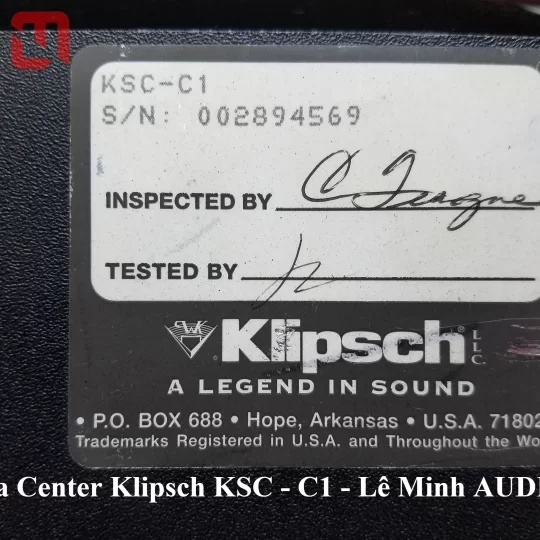 KSC-C1
S/N: 002894569
INSPECTED BY
TESTED BY
Klipsch® LLC.
A LEGEND IN SOUND
• P.O. BOX 688 • Hope, Arkansas • U.S.A. 71802
Trademarks Registered in U.S.A. and Throughout the Wo
a Center Klipsch KSC - C1 - Lê Minh AUDI